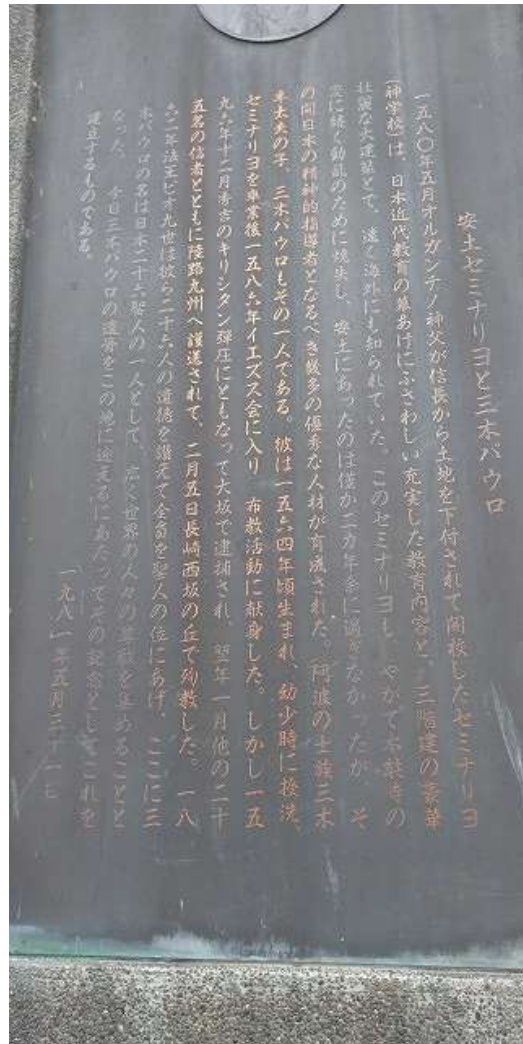 安土セミナリヨと三木パウロ
一五八〇年五月オルガンチノ神父が信長から土地を下付されて開校したセミナリヨ
(神学校)は、日本近代教育の幕あけにふさわしい充実した教育内容と、三階建の豪華
壮麗な大建築とで、遠く海外にも知られていた。このセミナリヨも、やがて本能寺の
変に続く動乱のために焼失し、安土にあったのは僅か二カ年余に過ぎなかったが、そ
の間日本の精神的指導者となるべき幾多の優秀な人材が育成された。阿波の士族三木
半太夫の子、三木パウロもその一人である。彼は一五六四年頃生まれ、幼少時に授洗、
セミナリヨを卒業後一五八六年イエズス会に入り 布教活動に献身した。しかし一五
九六年十二月秀吉のキリシタン弾圧にともなって大坂で逮捕され、翌年一月他の二十
五名の信者とともに陸路九州へ護送されて、二月五日長崎西坂の丘で殉教した。一八
六二年法王ピオ九世は彼ら二十六人の遺徳を讃えて全員を聖人の位にあげ、ここに三
木パウロの名は日本二十六聖人の一人として、広く世界の人々の尊敬を集めることと
なった。 今日三木パウロの遺骨をこの地に迎えるにあたってその記念としてこれを
建立するものである。
一九八一年五月三十一日